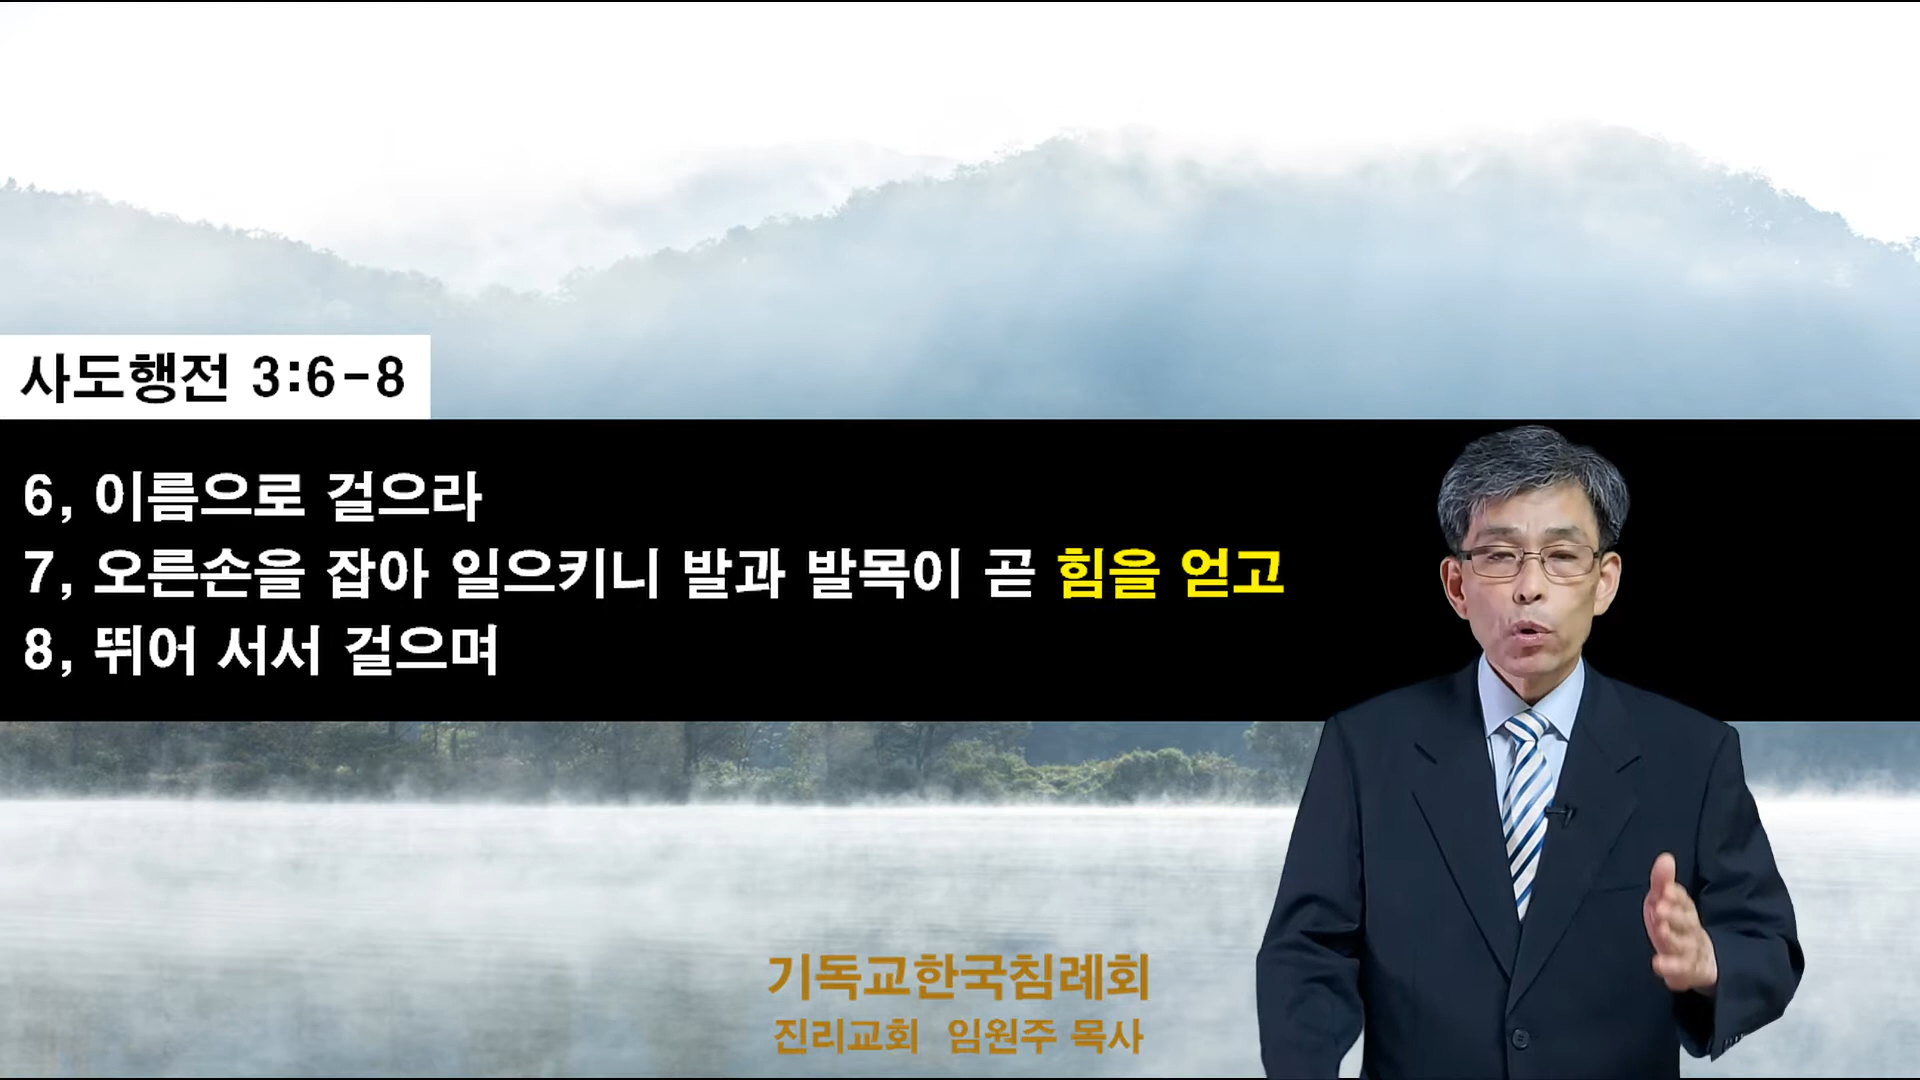 사도행전 3:6-8
6, 이름으로 걸으라
7, 오른손을 잡아 일으키니 발과 발목이 곧 힘을 얻고
8, 뛰어 서서 걸으며
기독교한국침례회
진리교회 임원주 목사